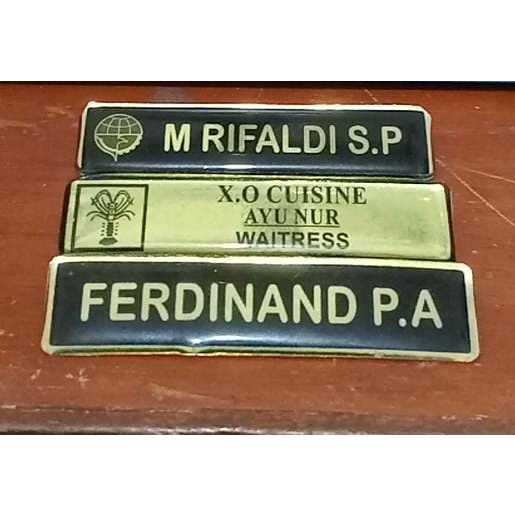 M RIFALDI S.P
X.O CUISINE
AYU NUR
WAITRESS
FERDINAND P.A